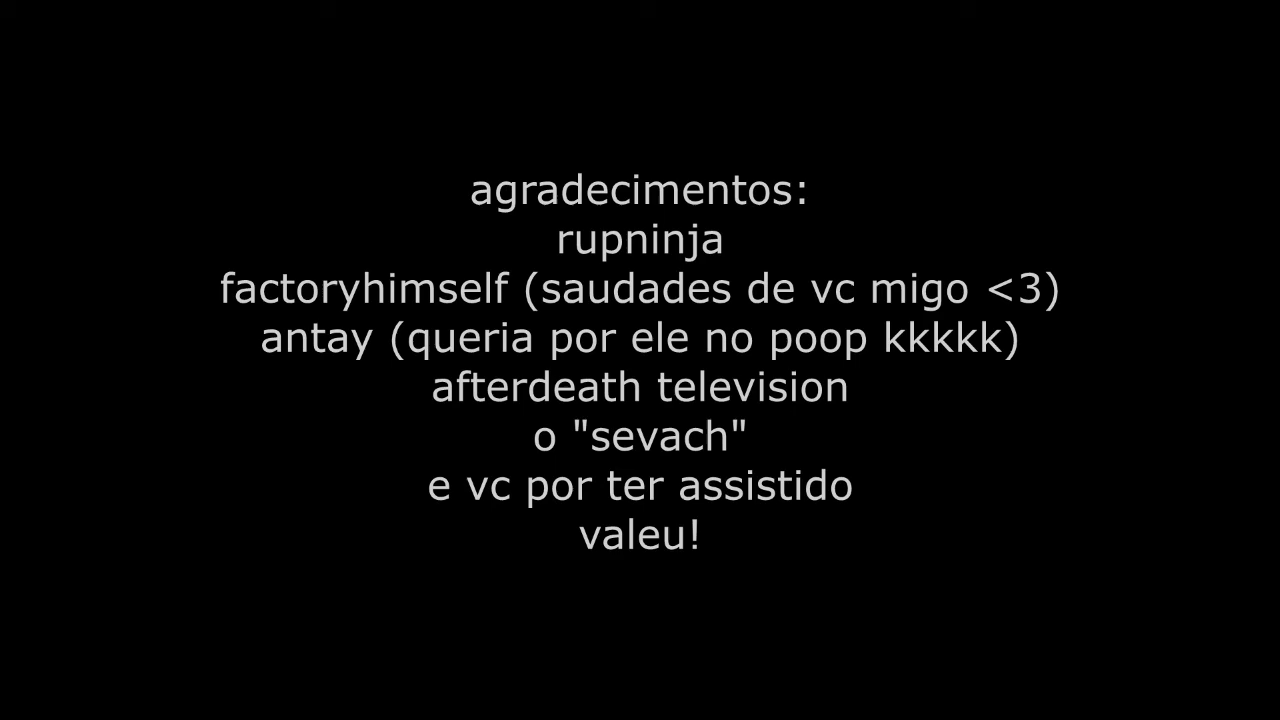 agradecimentos:
rupninja
factoryhimself (saudades de vc migo <3)
antay (queria por ele no poop kkkkk)
afterdeath television
o "sevach"
e vc por ter assistido
valeu!